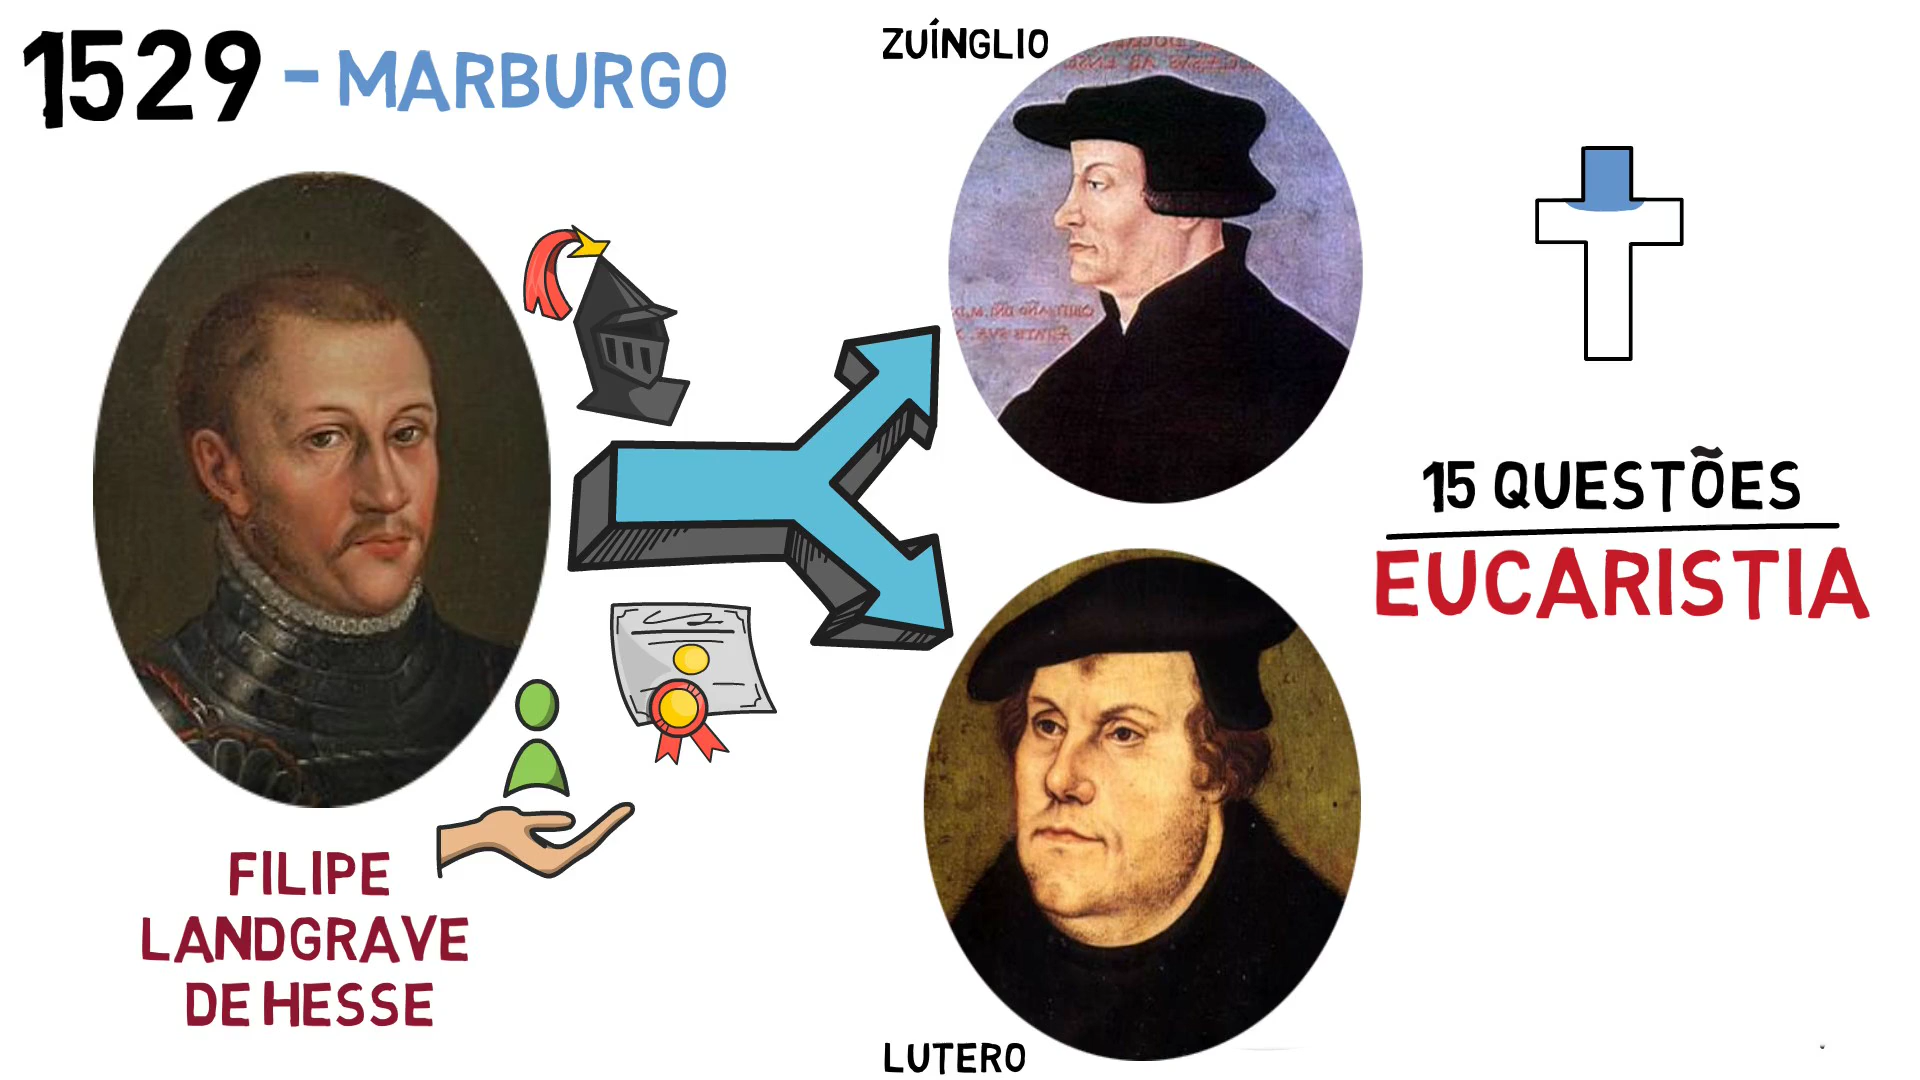 1529 - MARBURGO
ZUÍNGLIO
15 QUESTÕES
EUCARISTIA
FILIPE
LANDGRAVE
DE HESSE
LUTERO